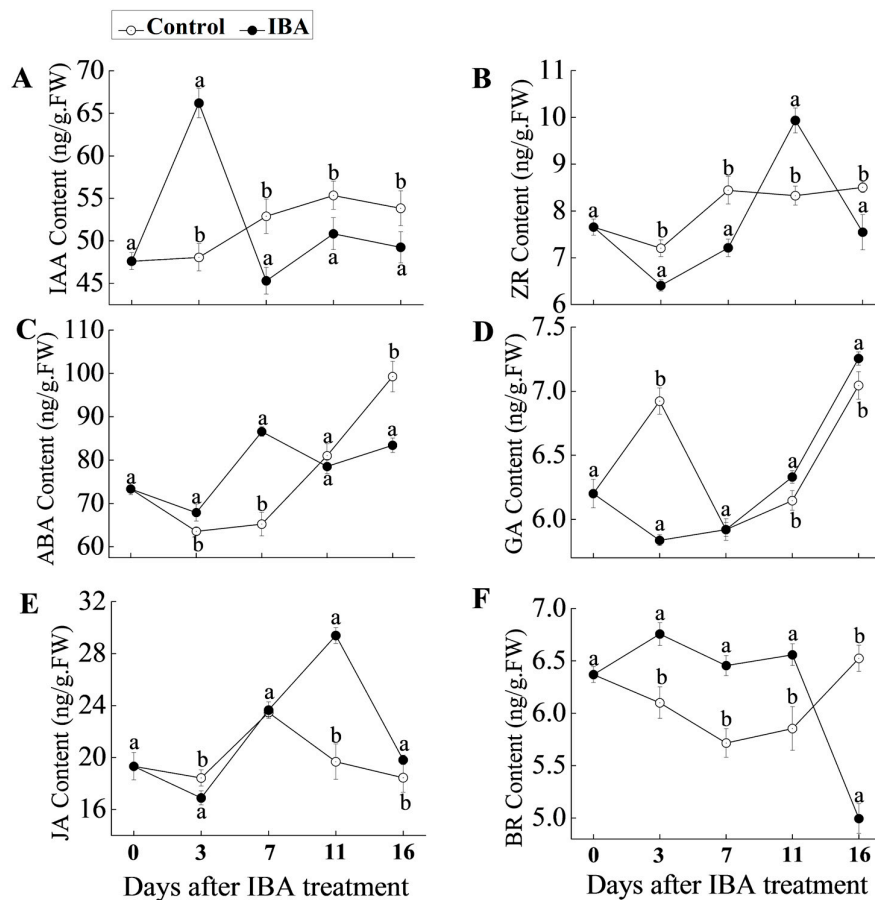 Control IBA
A
IAA Content (ng/g.FW)
70
65
60
55
50
45
a
a
b
b
a
b
a
b
a
B
ZR Content (ng/g.FW)
11
10
9
8
7
6
a
b
a
b
a
a
b
b
a
C
ABA Content (ng/g.FW)
110
100
90
80
70
60
a
a
b
a
b
a
a
b
a
D
GA Content (ng/g.FW)
7.5
7.0
6.5
6.0
a
b
a
a
a
b
a
b
E
JA Content (ng/g.FW)
32
28
24
20
16
a
b
a
a
a
b
a
b
0 3 7 11 16
Days after IBA treatment
F
BR Content (ng/g.FW)
7.0
6.5
6.0
5.5
5.0
a
a
b
a
b
a
b
b
a
0 3 7 11 16
Days after IBA treatment